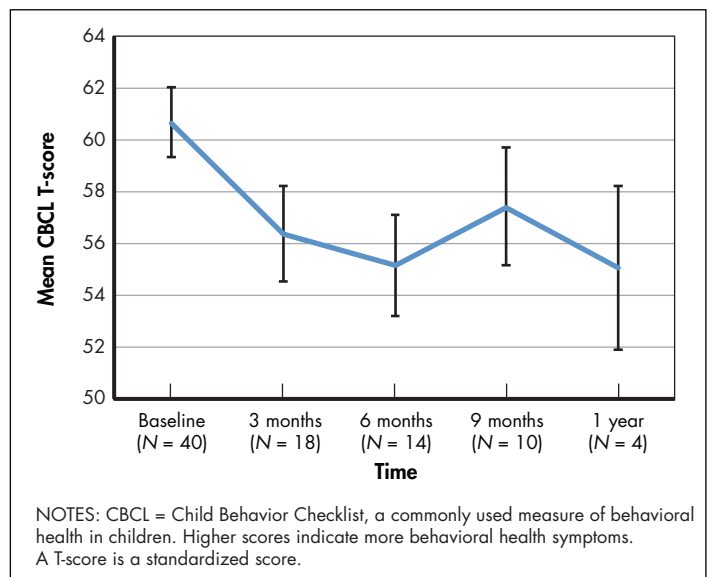 64
62
60
58
56
54
52
50
Mean CBCL T-score
Baseline 3 months 6 months 9 months 1 year
(N = 40) (N = 18) (N = 14) (N = 10) (N = 4)
Time
NOTES: CBCL = Child Behavior Checklist, a commonly used measure of behavioral
health in children. Higher scores indicate more behavioral health symptoms.
A T-score is a standardized score.